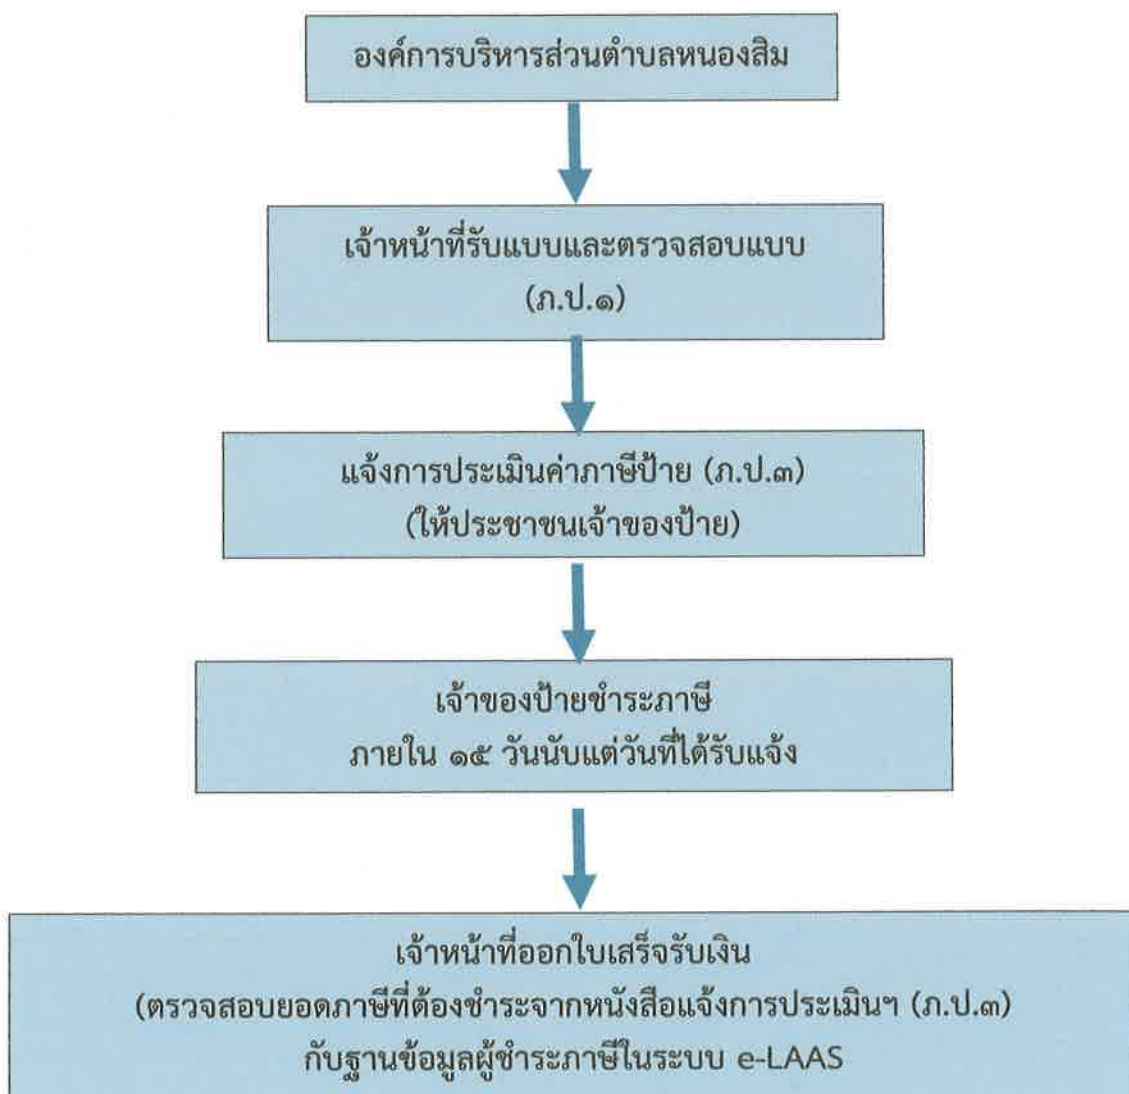 องค์การบริหารส่วนตำบลหนองสิม
เจ้าหน้าที่รับแบบและตรวจสอบแบบ
(ภ.ป.๑)
แจ้งการประเมินค่าภาษีป้าย (ภ.ป.๓)
(ให้ประชาชนเจ้าของป้าย)
เจ้าของป้ายชำระภาษี
ภายใน ๑๕ วันนับแต่วันที่ได้รับแจ้ง
เจ้าหน้าที่ออกใบเสร็จรับเงิน
(ตรวจสอบยอดภาษีที่ต้องชำระจากหนังสือแจ้งการประเมินฯ (ภ.ป.๓)
กับฐานข้อมูลผู้ชำระภาษีในระบบ e-LAAS